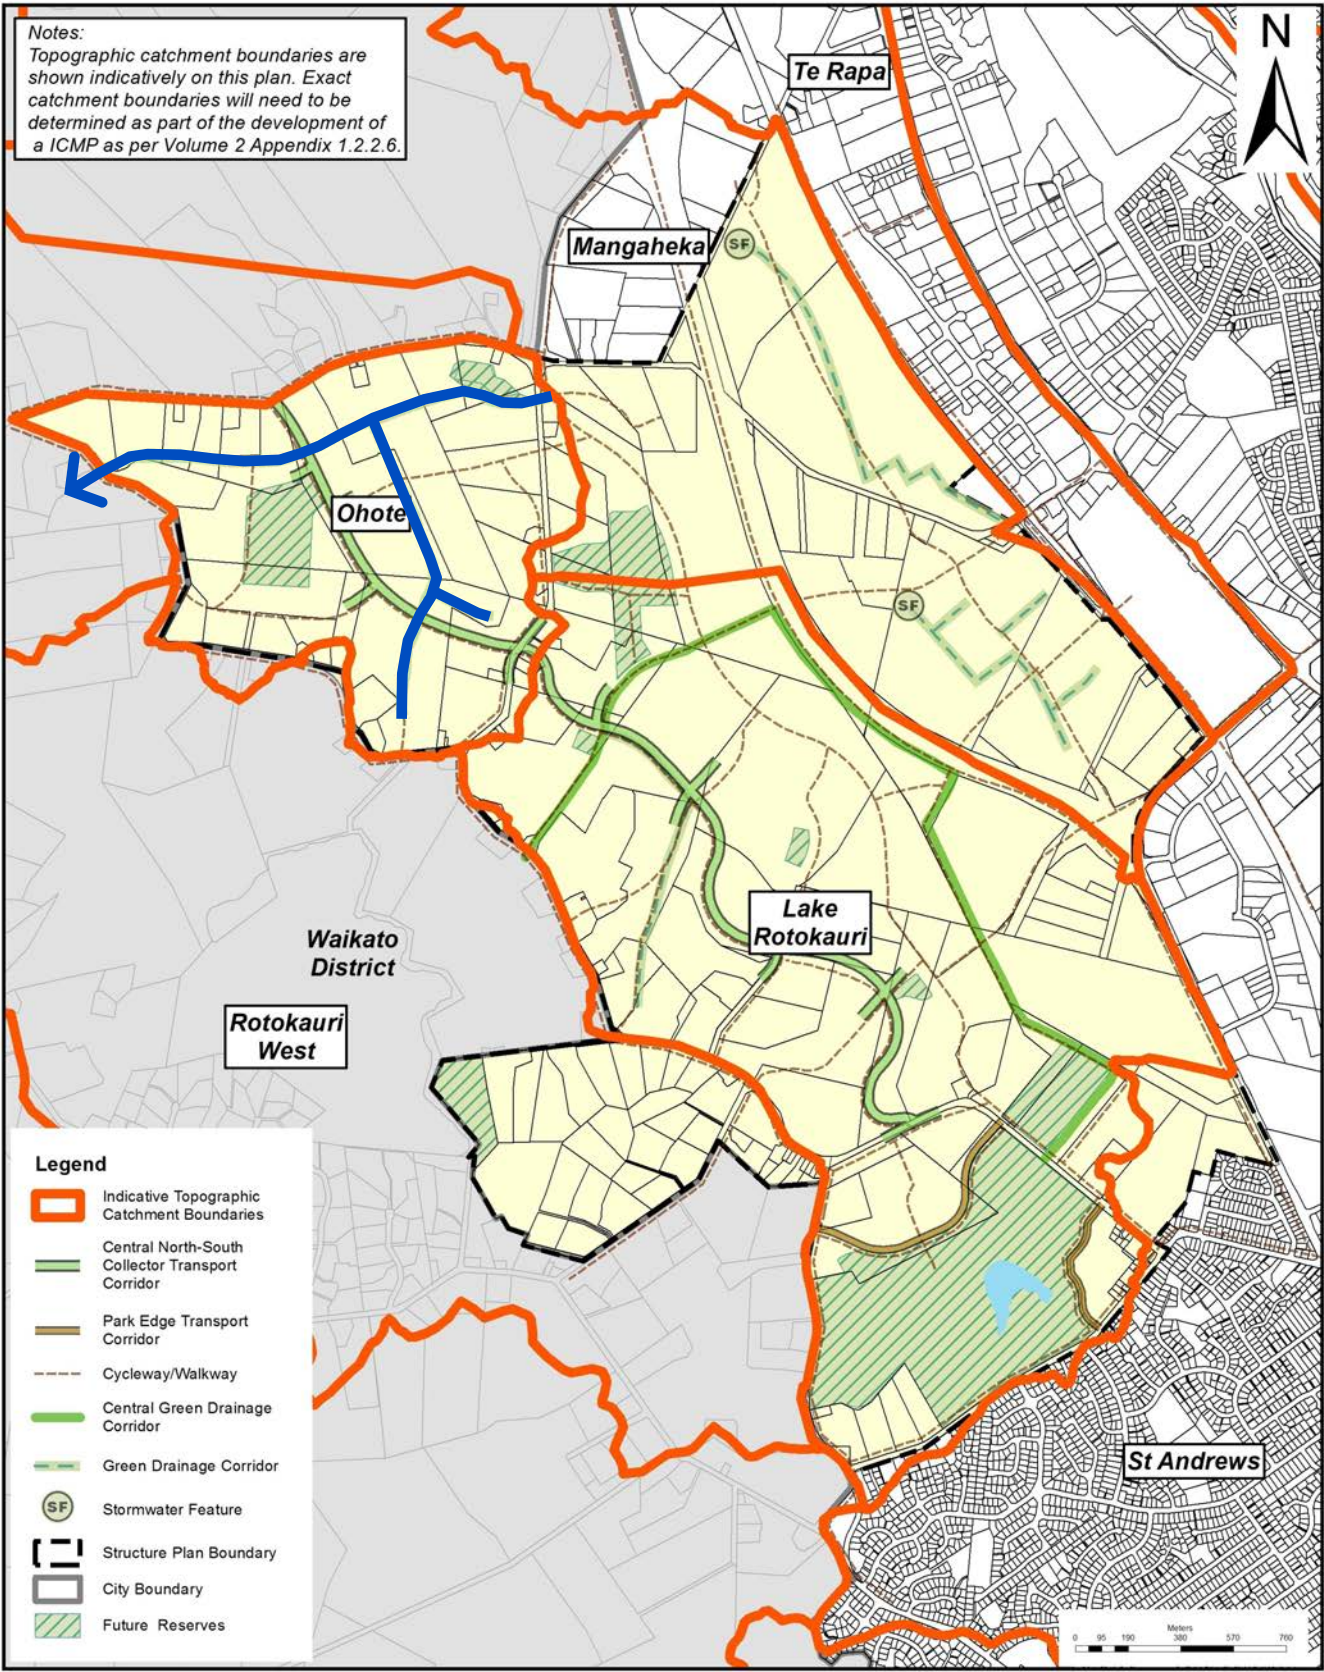 Notes:
Topographic catchment boundaries are
shown indicatively on this plan. Exact
catchment boundaries will need to be
determined as part of the development of
a ICMP as per Volume 2 Appendix 1.2.2.6.
N
Te Rapa
Mangaheka
SF
Ohote
SF
Lake
Rotokauri
Waikato
District
Rotokauri
West
St Andrews
Legend
Indicative Topographic
Catchment Boundaries
Central North-South
Collector Transport
Corridor
Park Edge Transport
Corridor
Cycleway/Walkway
Central Green Drainage
Corridor
Green Drainage Corridor
SF
Stormwater Feature
Structure Plan Boundary
City Boundary
Future Reserves
Meters
0 95 190 380 570 760